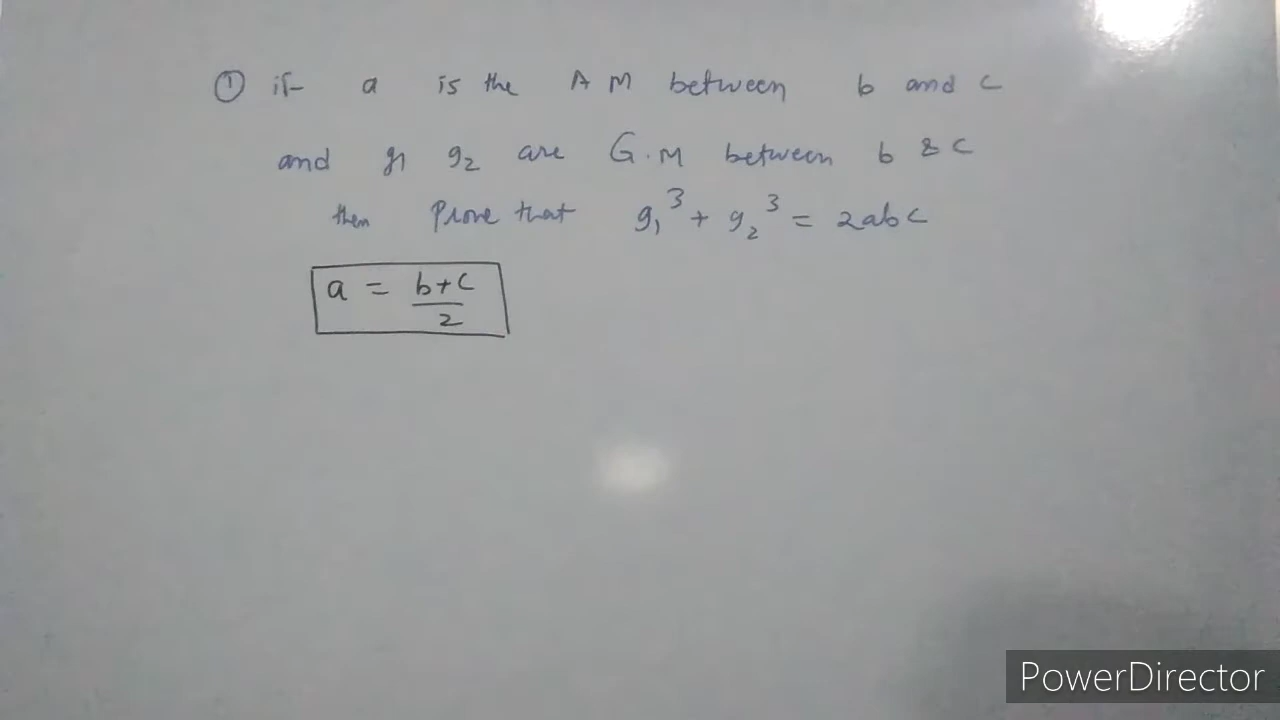 ① if a is the A M between b and c
and g1 g2 are G.M between b & c
then Prove that g₁³ + g₂³ = 2abc
a = b+c/2
PowerDirector